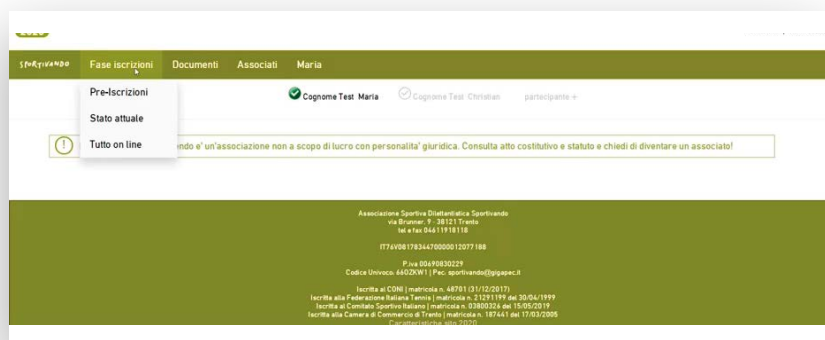 SPORTIVANDO Fase iscrizioni Documenti Associati Maria
Pre-Iscrizioni
Stato attuale
Tutto on line
Cognome Test Maria Cognome Test Christian partecipante +
ndo e' un'associazione non a scopo di lucro con personalita' giuridica. Consulta atto costitutivo e statuto e chiedi di diventare un associato!
Associazione Sportiva Dilettantistica Sportivando
via Brunner, 9 - 38121 Trento
tel e fax 04611918118
IT76V0817834470000012077188
P.iva 00690830229
Codice Univoco: 66OZKW1 | Pec: sportivando@gigapec.it
Iscritta al CONI | matricola n. 48701 (31/12/2017)
Iscritta alla Federazione Italiana Tennis | matricola n. 21291199 del 30/04/1999
Iscritta al Comitato Sportivo Italiano | matricola n. 03800326 del 15/05/2019
Iscritta alla Camera di Commercio di Trento | matricola n. 187441 del 17/03/2005
Caratteristiche sito 2020